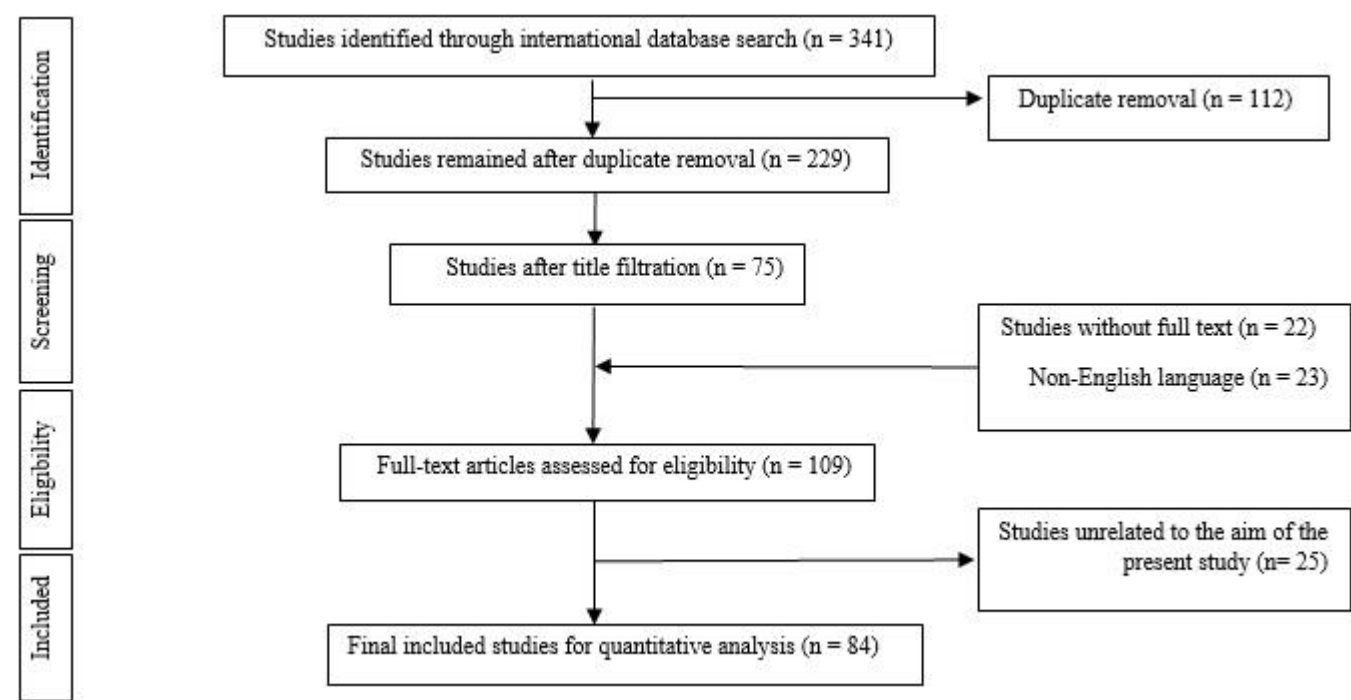 Identification
Studies identified through international database search (n = 341)
Duplicate removal (n = 112)
Studies remained after duplicate removal (n = 229)
Screening
Studies after title filtration (n = 75)
Studies without full text (n = 22)
Non-English language (n = 23)
Eligibility
Full-text articles assessed for eligibility (n = 109)
Studies unrelated to the aim of the
present study (n= 25)
Included
Final included studies for quantitative analysis (n = 84)